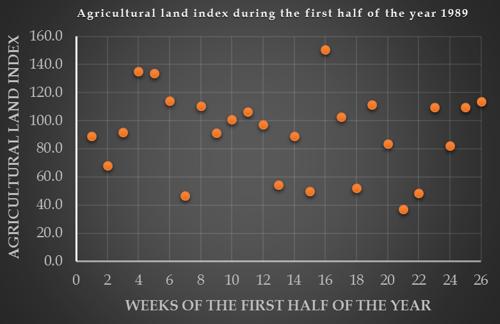 Agricultural land index during the first half of the year 1989
AGRICULTURAL LAND INDEX
160.0
140.0
120.0
100.0
80.0
60.0
40.0
20.0
0.0
0 2 4 6 8 10 12 14 16 18 20 22 24 26
WEEKS OF THE FIRST HALF OF THE YEAR